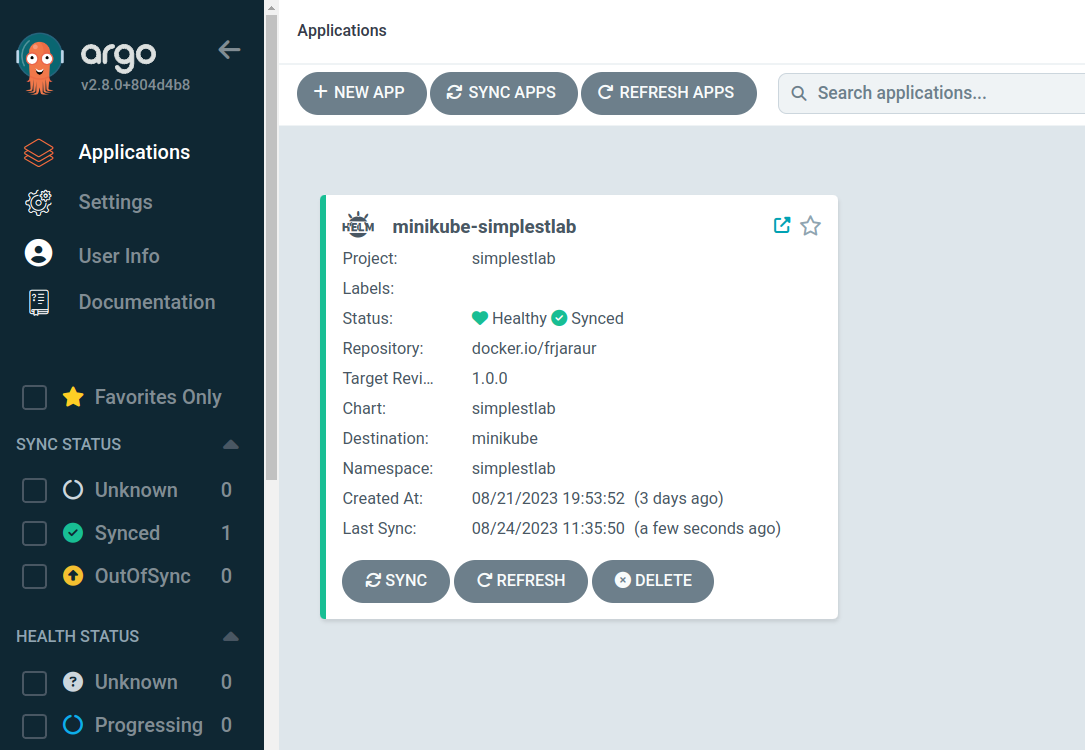 argo
v2.8.0+804d4b8
Applications
Settings
User Info
Documentation
Favorites Only
SYNC STATUS
Unknown 0
Synced 1
OutOfSync 0
HEALTH STATUS
Unknown 0
Progressing 0
Applications
+ NEW APP SYNC APPS REFRESH APPS Search applications...
HELM minikube-simplestlab
Project: simplestlab
Labels:
Status: Healthy Synced
Repository: docker.io/frjaraur
Target Revi... 1.0.0
Chart: simplestlab
Destination: minikube
Namespace: simplestlab
Created At: 08/21/2023 19:53:52 (3 days ago)
Last Sync: 08/24/2023 11:35:50 (a few seconds ago)
SYNC REFRESH DELETE